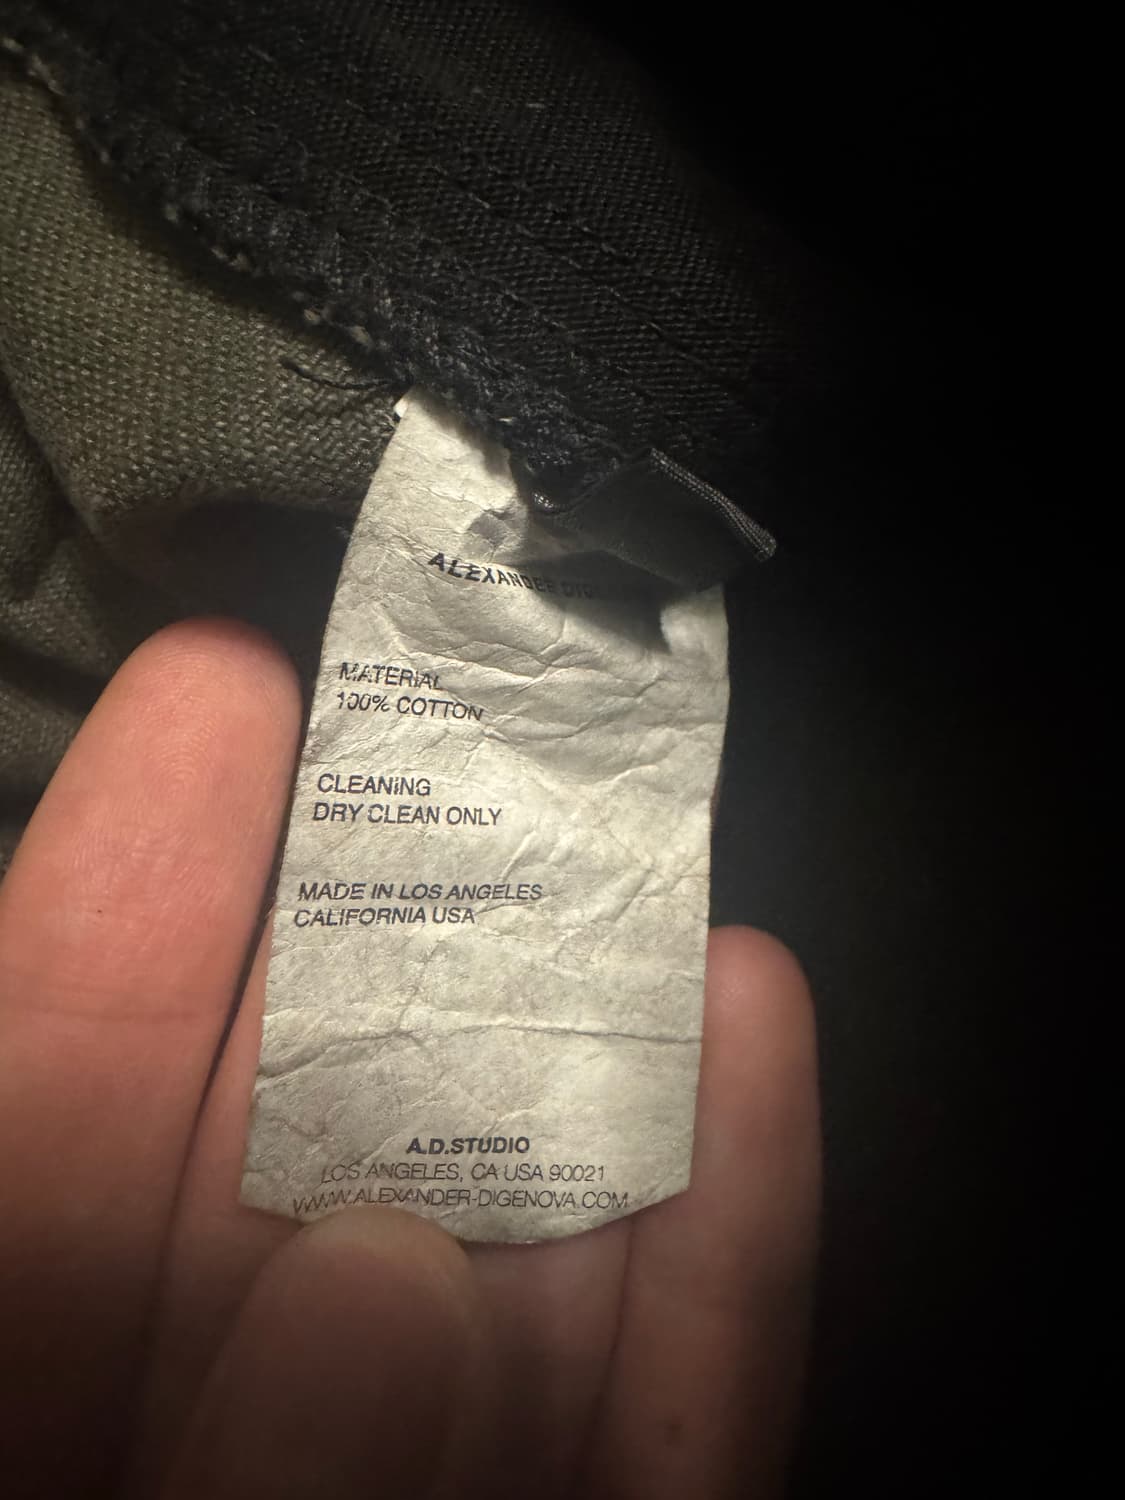 ALEXANDER
MATERIAL
100% COTTON
CLEANING
DRY CLEAN ONLY
MADE IN LOS ANGELES
CALIFORNIA USA
A.D.STUDIO
LOS ANGELES, CA USA 90021
WWW.ALEXANDER-DIGENOVA.COM